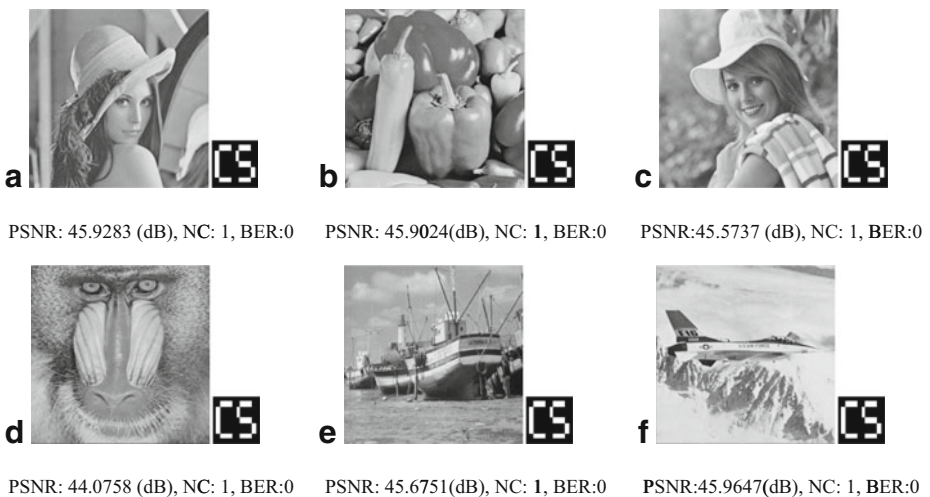 a
CS
b
CS
c
CS
PSNR: 45.9283 (dB), NC: 1, BER:0
PSNR: 45.9024(dB), NC: 1, BER:0
PSNR:45.5737 (dB), NC: 1, BER:0
d
CS
e
CS
f
F16
CS
PSNR: 44.0758 (dB), NC: 1, BER:0
PSNR: 45.6751(dB), NC: 1, BER:0
PSNR:45.9647(dB), NC: 1, BER:0